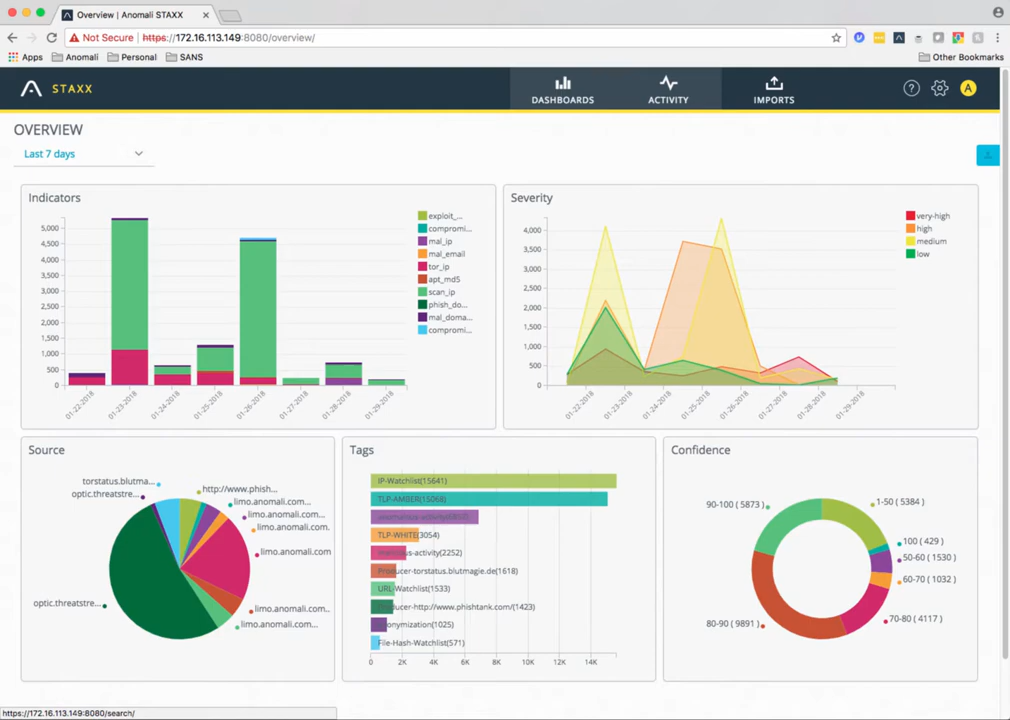 Overview | Anomali STAXX
Not Secure | https://172.16.113.149:8080/overview/
Apps Anomali Personal SANS Other Bookmarks
STAXX
DASHBOARDS ACTIVITY IMPORTS
? A
OVERVIEW
Last 7 days
Indicators
5,000
4,500
4,000
3,500
3,000
2,500
2,000
1,500
1,000
500
0
01-22-2018 01-23-2018 01-24-2018 01-25-2018 01-26-2018 01-27-2018 01-28-2018 01-29-2018
exploit_...
compromi...
mal_ip
mal_email
tor_ip
apt_md5
scan_ip
phish_do...
mal_doma...
compromi...
Severity
4,000
3,500
3,000
2,500
2,000
1,500
1,000
500
0
01-22-2018 01-23-2018 01-24-2018 01-25-2018 01-26-2018 01-27-2018 01-28-2018 01-29-2018
very-high
high
medium
low
Source
torstatus.blutma...
optic.threatstre...
http://www.phish...
limo.anomali.com...
limo.anomali.com...
limo.anomali.com.
limo.anomali.com
optic.threatstre...
limo.anomali.com..
limo.anomali.com...
Tags
IP-Watchlist(15641)
TLP-AMBER(15068)
TLP-WHITE(3054)
malicious-activity(2252)
Producer-torstatus.blutmagie.de(1618)
URL-Watchlist(1533)
Producer-http://www.phishtank.com/(1423)
Anonymization(1025)
File-Hash-Watchlist(571)
0 2K 4K 6K 8K 10K 12K 14K
Confidence
90-100 ( 5873 )
1-50 ( 5384 )
100 ( 429 )
50-60 ( 1530 )
60-70 ( 1032 )
70-80 ( 4117 )
80-90 ( 9891 )
https://172.16.113.149:8080/search/